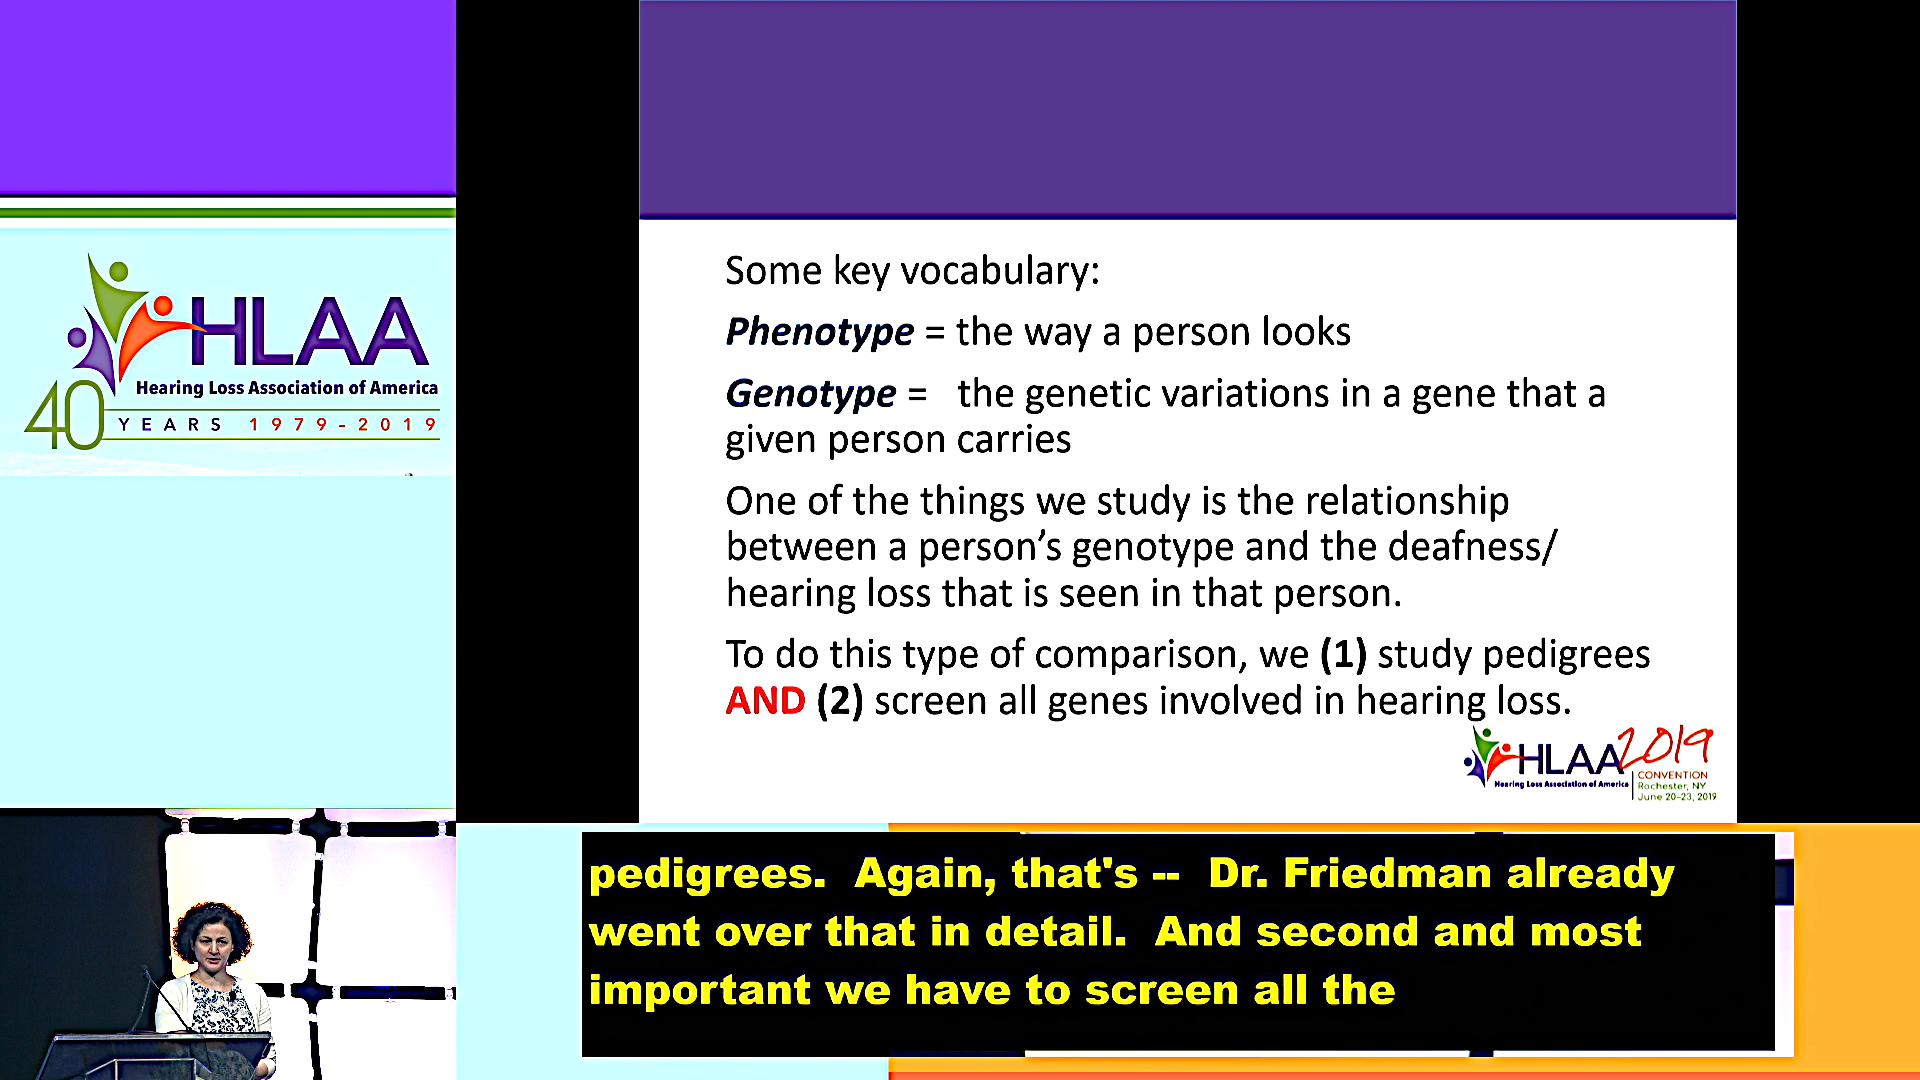 HLAA
Hearing Loss Association of America
40
YEARS 1979-2019
Some key vocabulary:
Phenotype = the way a person looks
Genotype = the genetic variations in a gene that a
given person carries
One of the things we study is the relationship
between a person’s genotype and the deafness/
hearing loss that is seen in that person.
To do this type of comparison, we (1) study pedigrees
AND (2) screen all genes involved in hearing loss.
HLAA 2019
Hearing Loss Association of America
CONVENTION
Rochester, NY
June 20-23, 2019
pedigrees.  Again, that's --  Dr. Friedman already
went over that in detail.  And second and most
important we have to screen all the